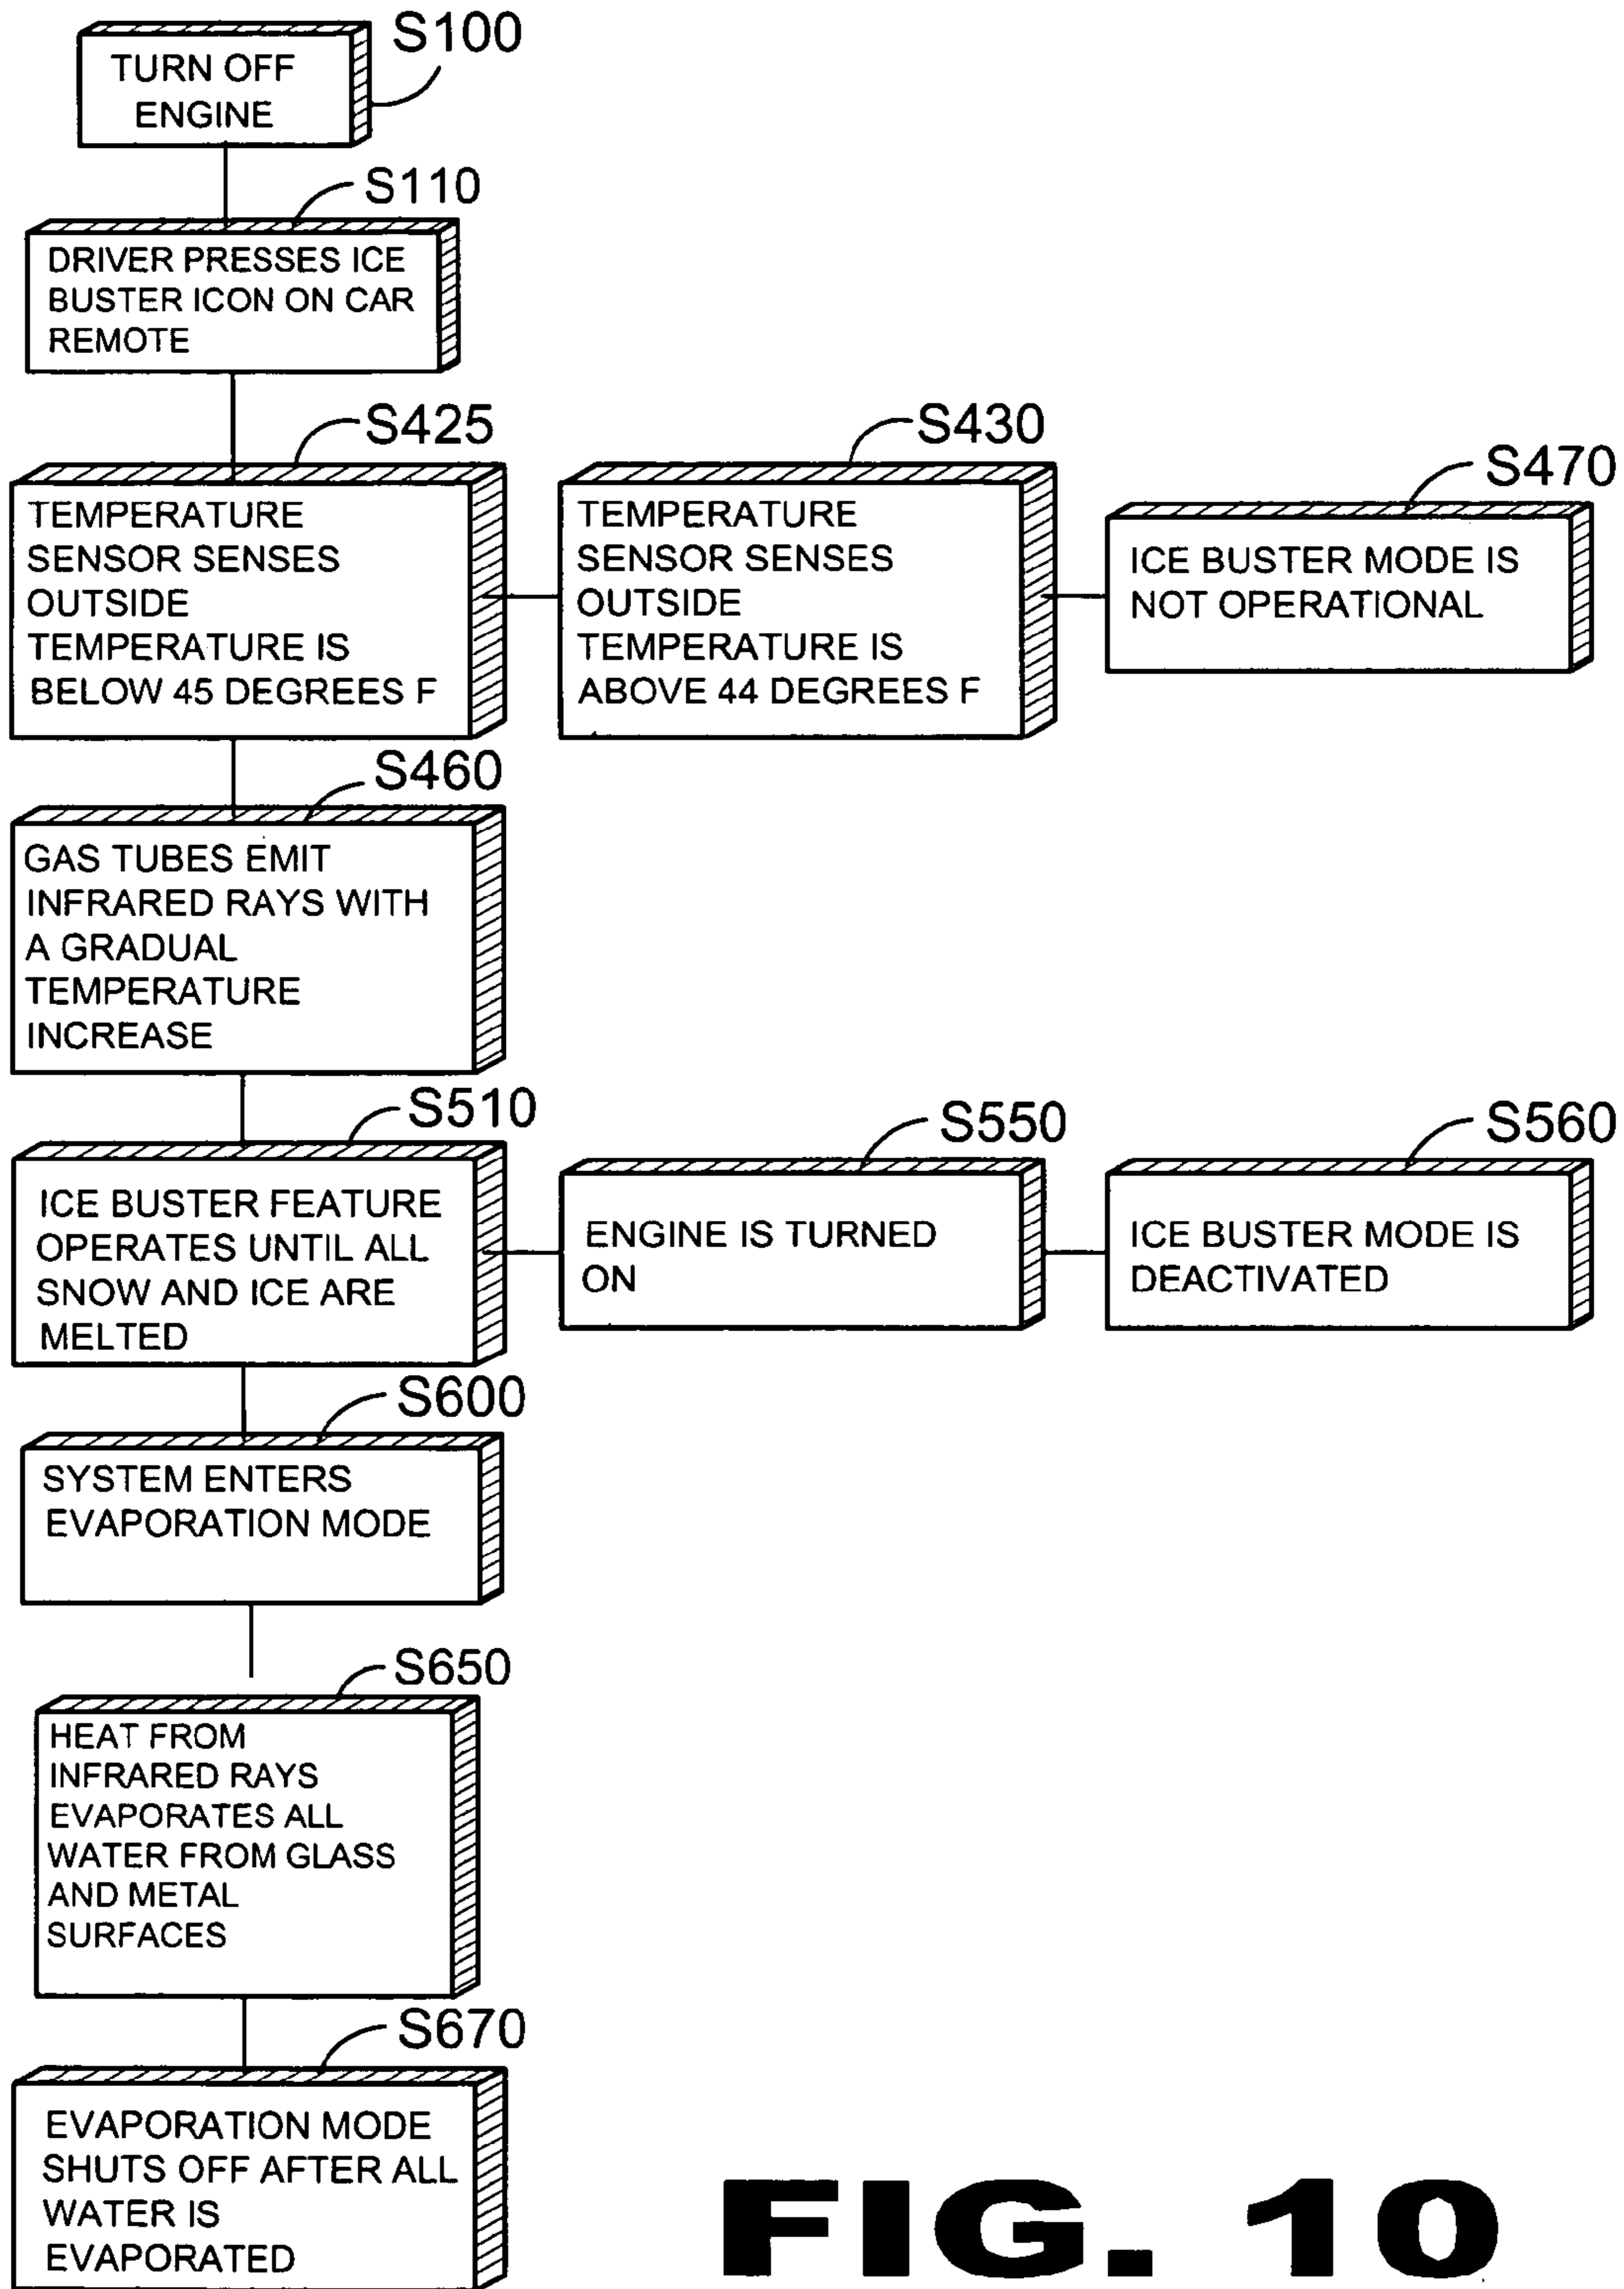 S100
TURN OFF
ENGINE
S110
DRIVER PRESSES ICE
BUSTER ICON ON CAR
REMOTE
S425
TEMPERATURE
SENSOR SENSES
OUTSIDE
TEMPERATURE IS
BELOW 45 DEGREES F
S430
TEMPERATURE
SENSOR SENSES
OUTSIDE
TEMPERATURE IS
ABOVE 44 DEGREES F
S470
ICE BUSTER MODE IS
NOT OPERATIONAL
S460
GAS TUBES EMIT
INFRARED RAYS WITH
A GRADUAL
TEMPERATURE
INCREASE
S510
ICE BUSTER FEATURE
OPERATES UNTIL ALL
SNOW AND ICE ARE
MELTED
S550
ENGINE IS TURNED
ON
S560
ICE BUSTER MODE IS
DEACTIVATED
S600
SYSTEM ENTERS
EVAPORATION MODE
S650
HEAT FROM
INFRARED RAYS
EVAPORATES ALL
WATER FROM GLASS
AND METAL
SURFACES
S670
EVAPORATION MODE
SHUTS OFF AFTER ALL
WATER IS
EVAPORATED
FIG. 10